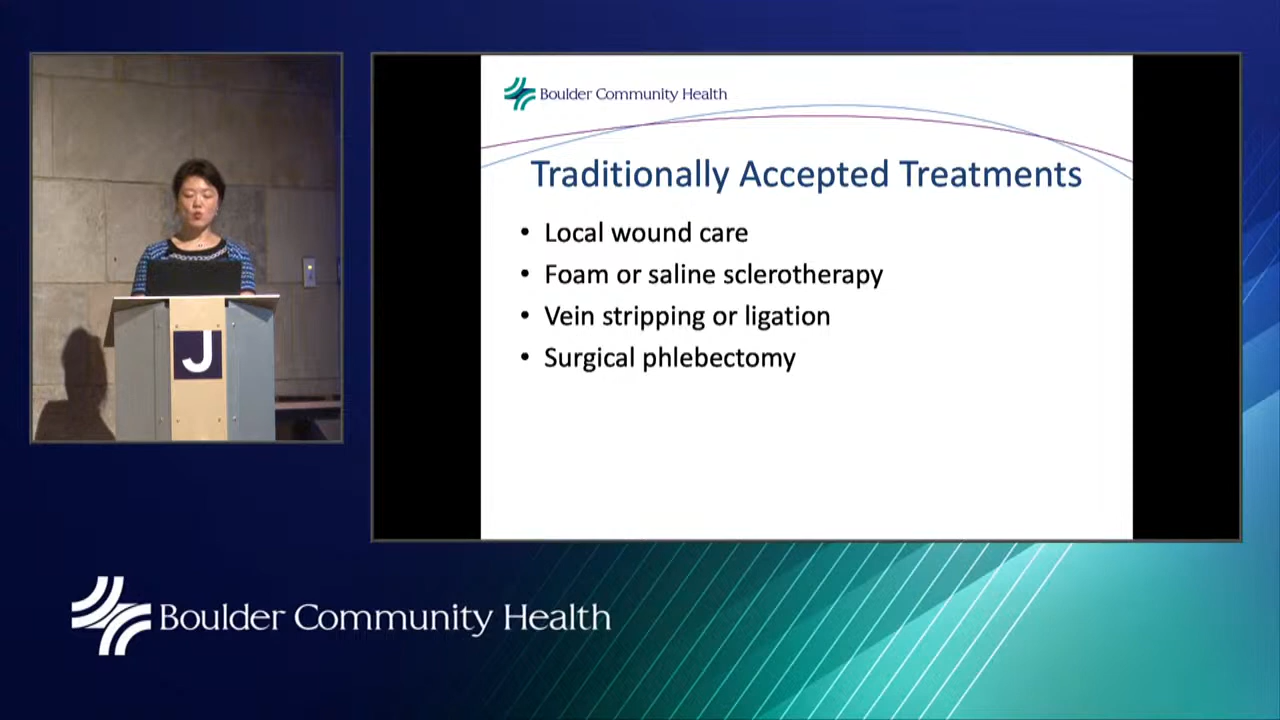 Boulder Community Health
Traditionally Accepted Treatments
• Local wound care
• Foam or saline sclerotherapy
• Vein stripping or ligation
• Surgical phlebectomy
J
Boulder Community Health